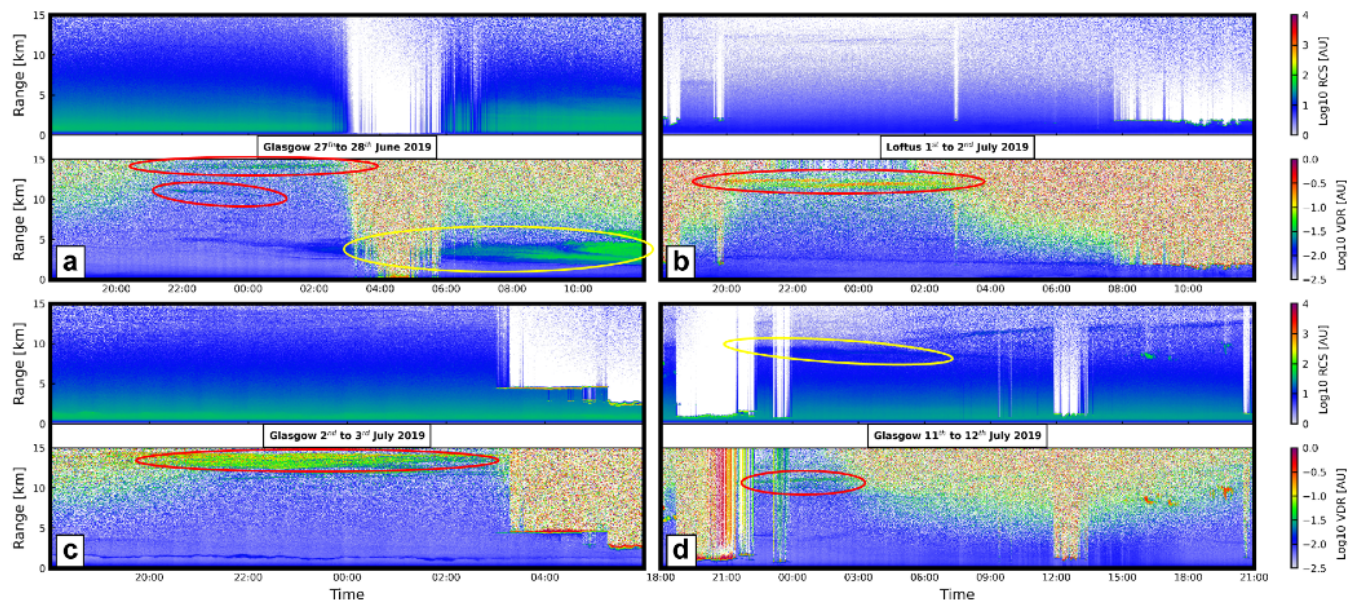 15
10
5
0
Range [km]
4
3
2
1
0
Log10 RCS [AU]
Glasgow 27th to 28th June 2019
Loftus 1st to 2nd July 2019
15
10
5
0
Range [km]
a
b
0.0
−0.5
−1.0
−1.5
−2.0
−2.5
Log10 VDR [AU]
20:00 22:00 00:00 02:00 04:00 06:00 08:00 10:00
20:00 22:00 00:00 02:00 04:00 06:00 08:00 10:00
15
10
5
0
Range [km]
4
3
2
1
0
Log10 RCS [AU]
Glasgow 2nd to 3rd July 2019
Glasgow 11th to 12th July 2019
15
10
5
0
Range [km]
c
d
0.0
−0.5
−1.0
−1.5
−2.0
−2.5
Log10 VDR [AU]
20:00 22:00 00:00 02:00 04:00
18:00 21:00 00:00 03:00 06:00 09:00 12:00 15:00 18:00 21:00
Time
Time